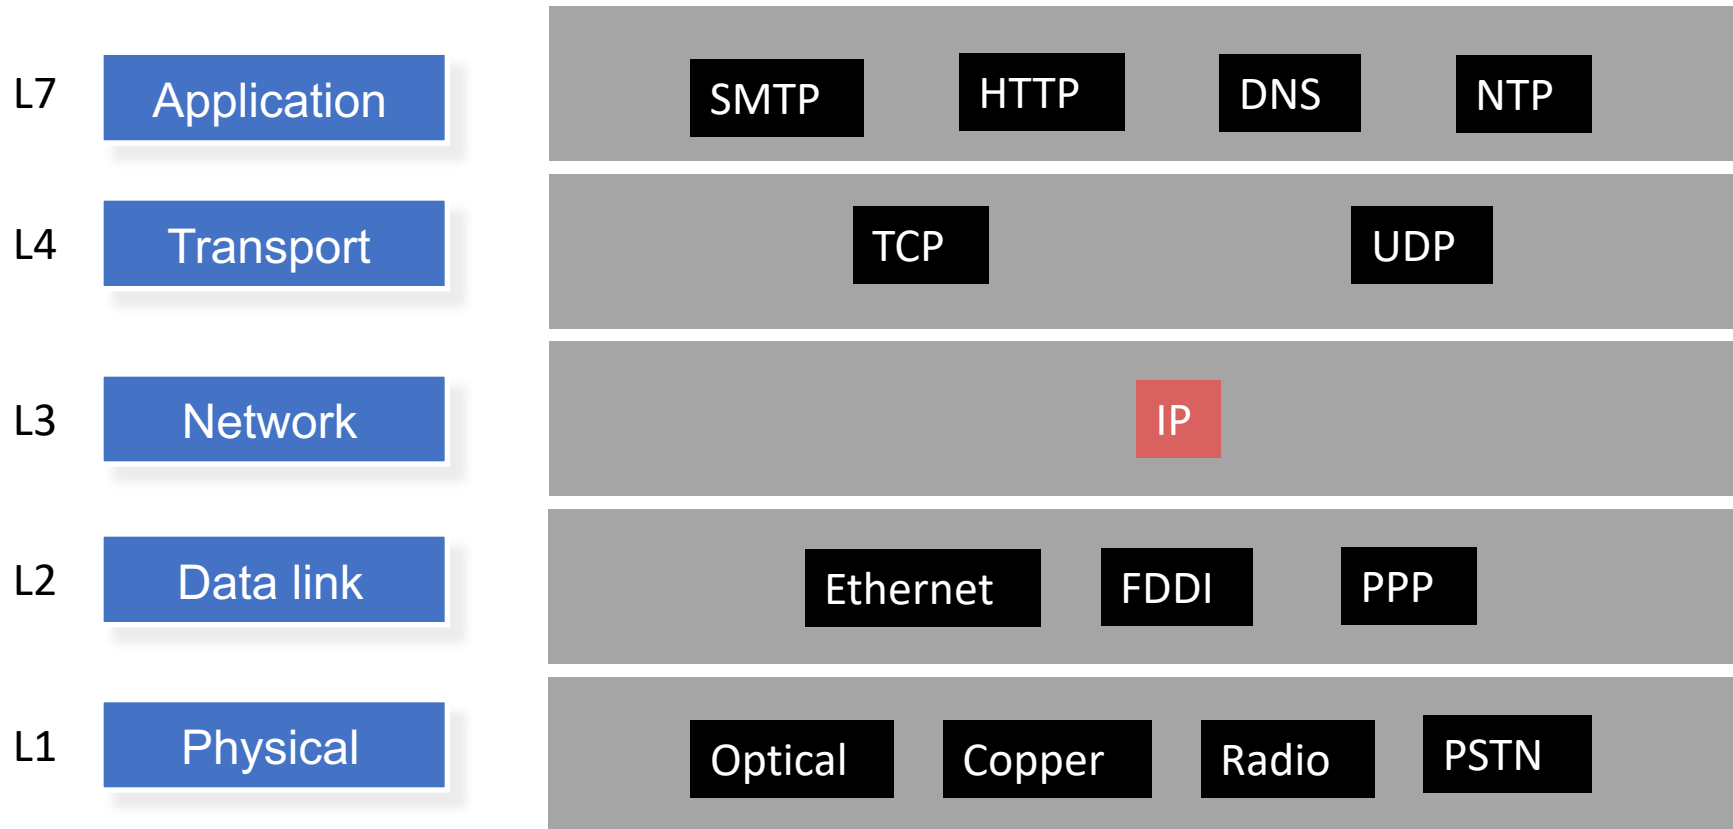 L7 Application SMTP HTTP DNS NTP
L4 Transport TCP UDP
L3 Network IP
L2 Data link Ethernet FDDI PPP
L1 Physical Optical Copper Radio PSTN